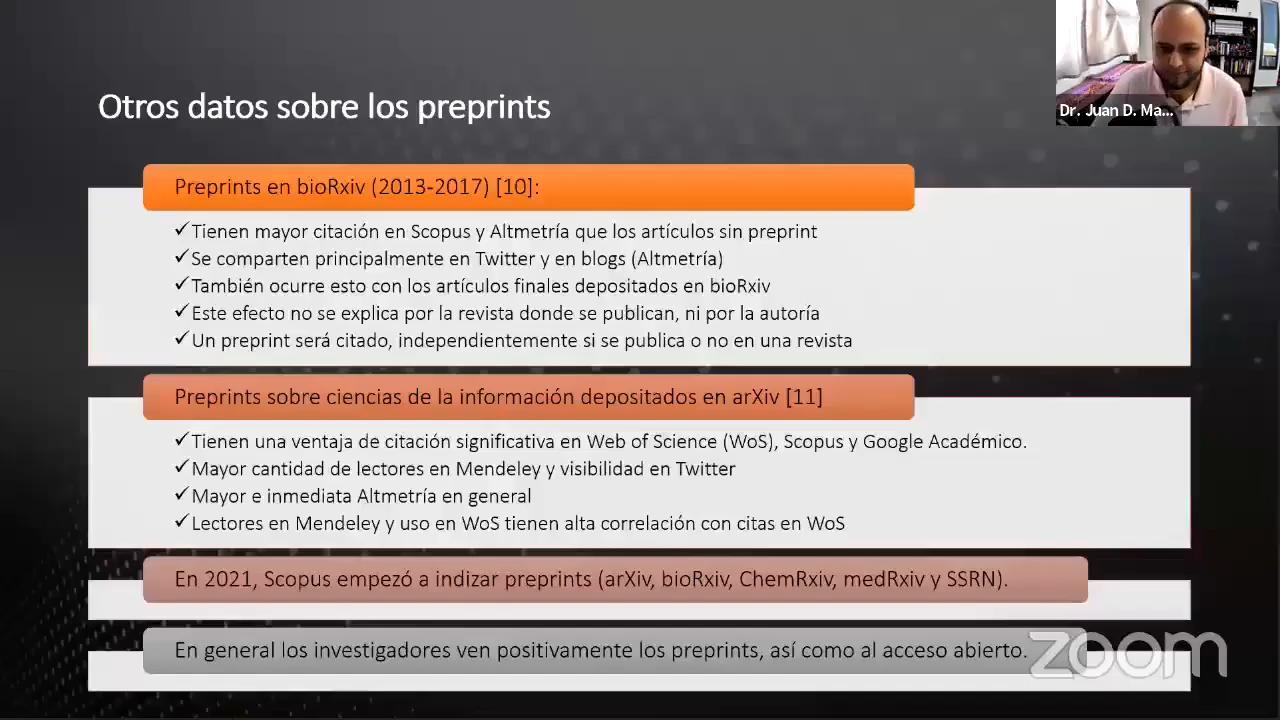 Otros datos sobre los preprints
Dr. Juan D. Ma...
Preprints en bioRxiv (2013-2017) [10]:
✓Tienen mayor citación en Scopus y Altmetría que los artículos sin preprint
✓Se comparten principalmente en Twitter y en blogs (Altmetría)
✓También ocurre esto con los artículos finales depositados en bioRxiv
✓Este efecto no se explica por la revista donde se publican, ni por la autoría
✓Un preprint será citado, independientemente si se publica o no en una revista
Preprints sobre ciencias de la información depositados en arXiv [11]
✓Tienen una ventaja de citación significativa en Web of Science (WoS), Scopus y Google Académico.
✓Mayor cantidad de lectores en Mendeley y visibilidad en Twitter
✓Mayor e inmediata Altmetría en general
✓Lectores en Mendeley y uso en WoS tienen alta correlación con citas en WoS
En 2021, Scopus empezó a indizar preprints (arXiv, bioRxiv, ChemRxiv, medRxiv y SSRN).
En general los investigadores ven positivamente los preprints, así como al acceso abierto.
zoom